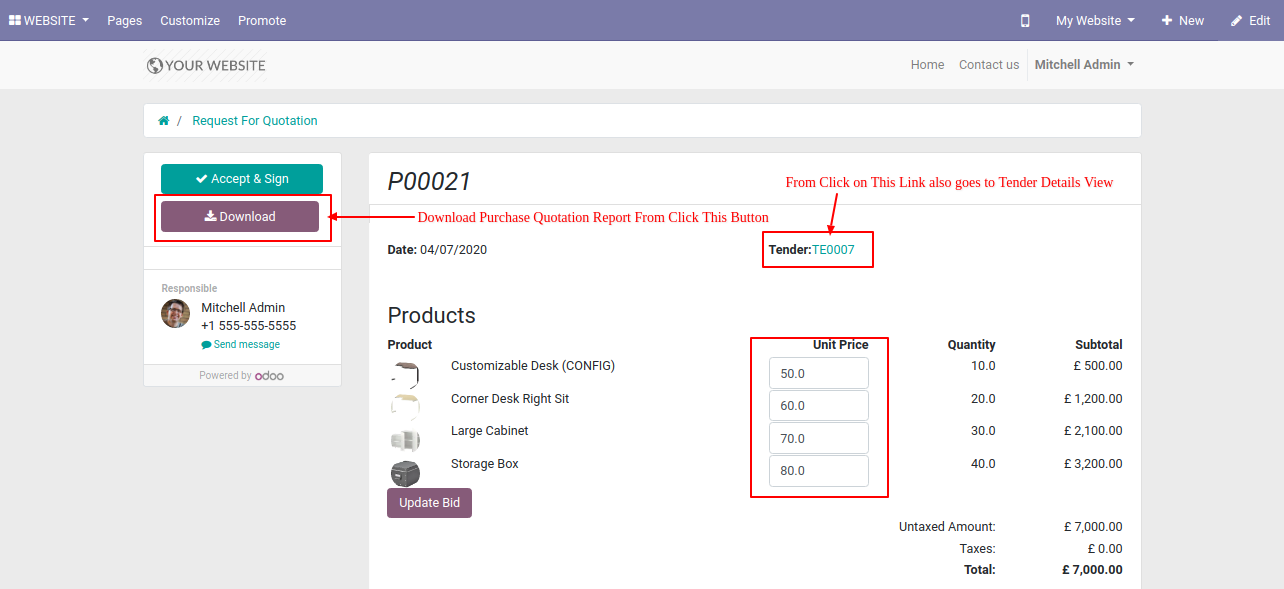 WEBSITE Pages Customize Promote My Website New Edit
YOUR WEBSITE Home Contact us Mitchell Admin
/ Request For Quotation
Accept & Sign
Download
Responsible
Mitchell Admin
+1 555-555-5555
Send message
Powered by odoo
P00021
From Click on This Link also goes to Tender Details View
Download Purchase Quotation Report From Click This Button
Date: 04/07/2020 Tender:TE0007
Products
Product Unit Price Quantity Subtotal
Customizable Desk (CONFIG) 50.0 10.0 £ 500.00
Corner Desk Right Sit 60.0 20.0 £ 1,200.00
Large Cabinet 70.0 30.0 £ 2,100.00
Storage Box 80.0 40.0 £ 3,200.00
Update Bid
Untaxed Amount: £ 7,000.00
Taxes: £ 0.00
Total: £ 7,000.00